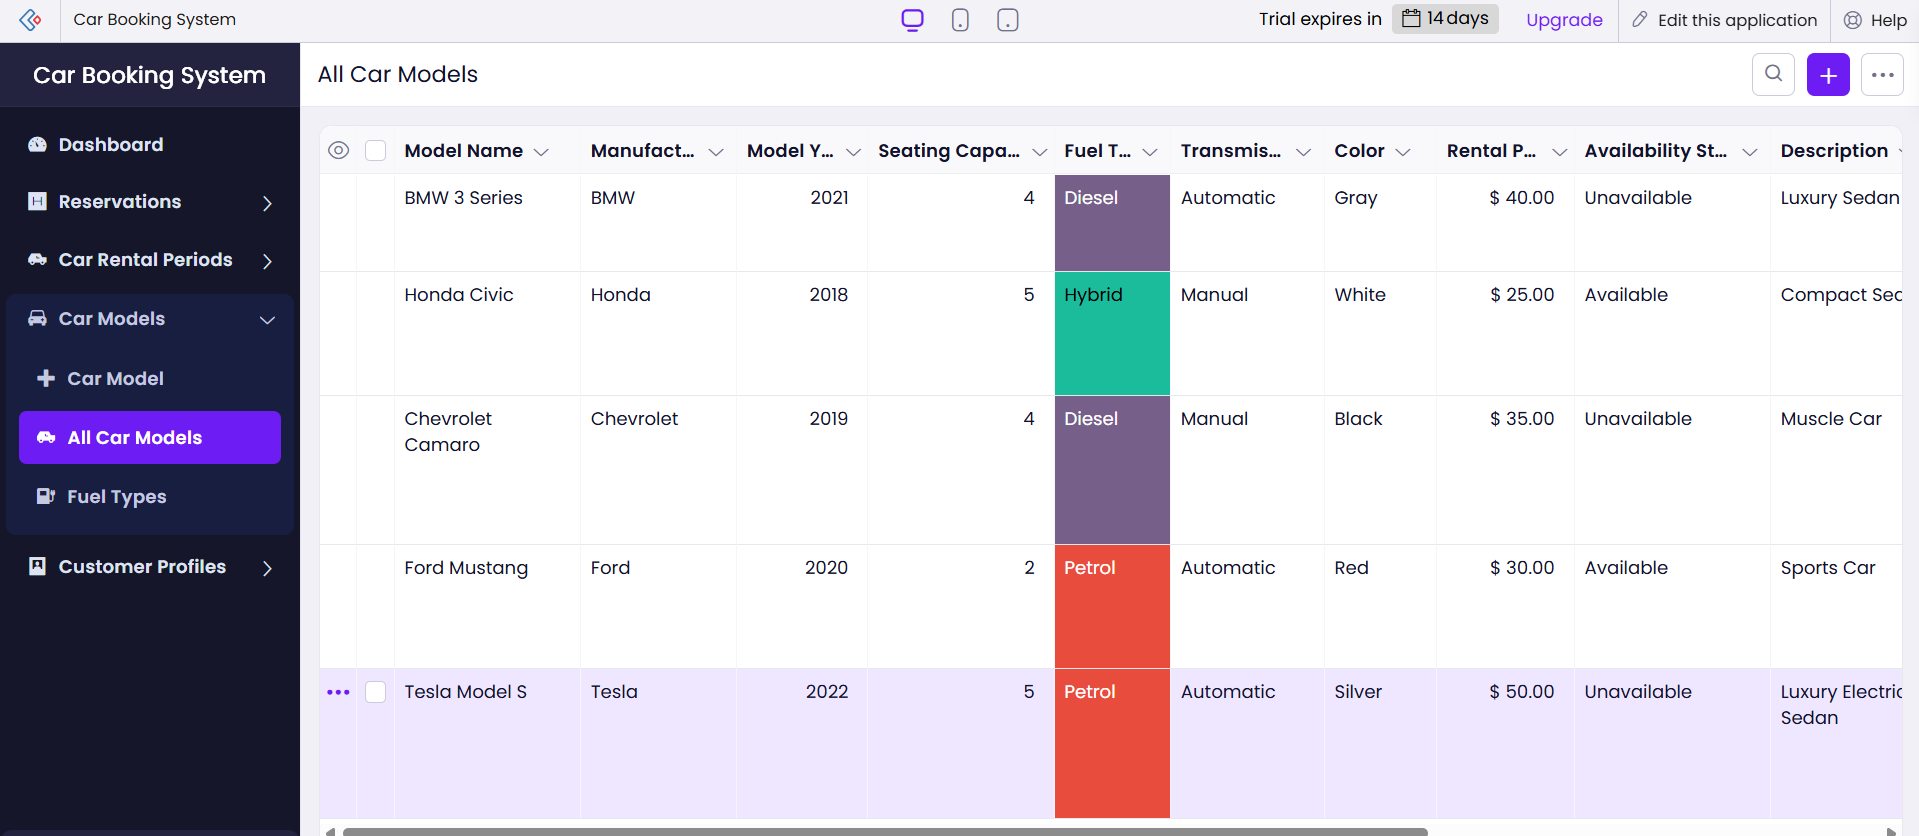 Car Booking System
Trial expires in 14 days Upgrade Edit this application Help
Car Booking System
All Car Models
Dashboard
Reservations
Car Rental Periods
Car Models
Car Model
All Car Models
Fuel Types
Customer Profiles
Model Name Manufact... Model Y... Seating Capa... Fuel T... Transmis... Color Rental P... Availability St... Description
BMW 3 Series BMW 2021 4 Diesel Automatic Gray $ 40.00 Unavailable Luxury Sedan
Honda Civic Honda 2018 5 Hybrid Manual White $ 25.00 Available Compact Sed
Chevrolet Chevrolet 2019 4 Diesel Manual Black $ 35.00 Unavailable Muscle Car
Camaro
Ford Mustang Ford 2020 2 Petrol Automatic Red $ 30.00 Available Sports Car
Tesla Model S Tesla 2022 5 Petrol Automatic Silver $ 50.00 Unavailable Luxury Electric
Sedan